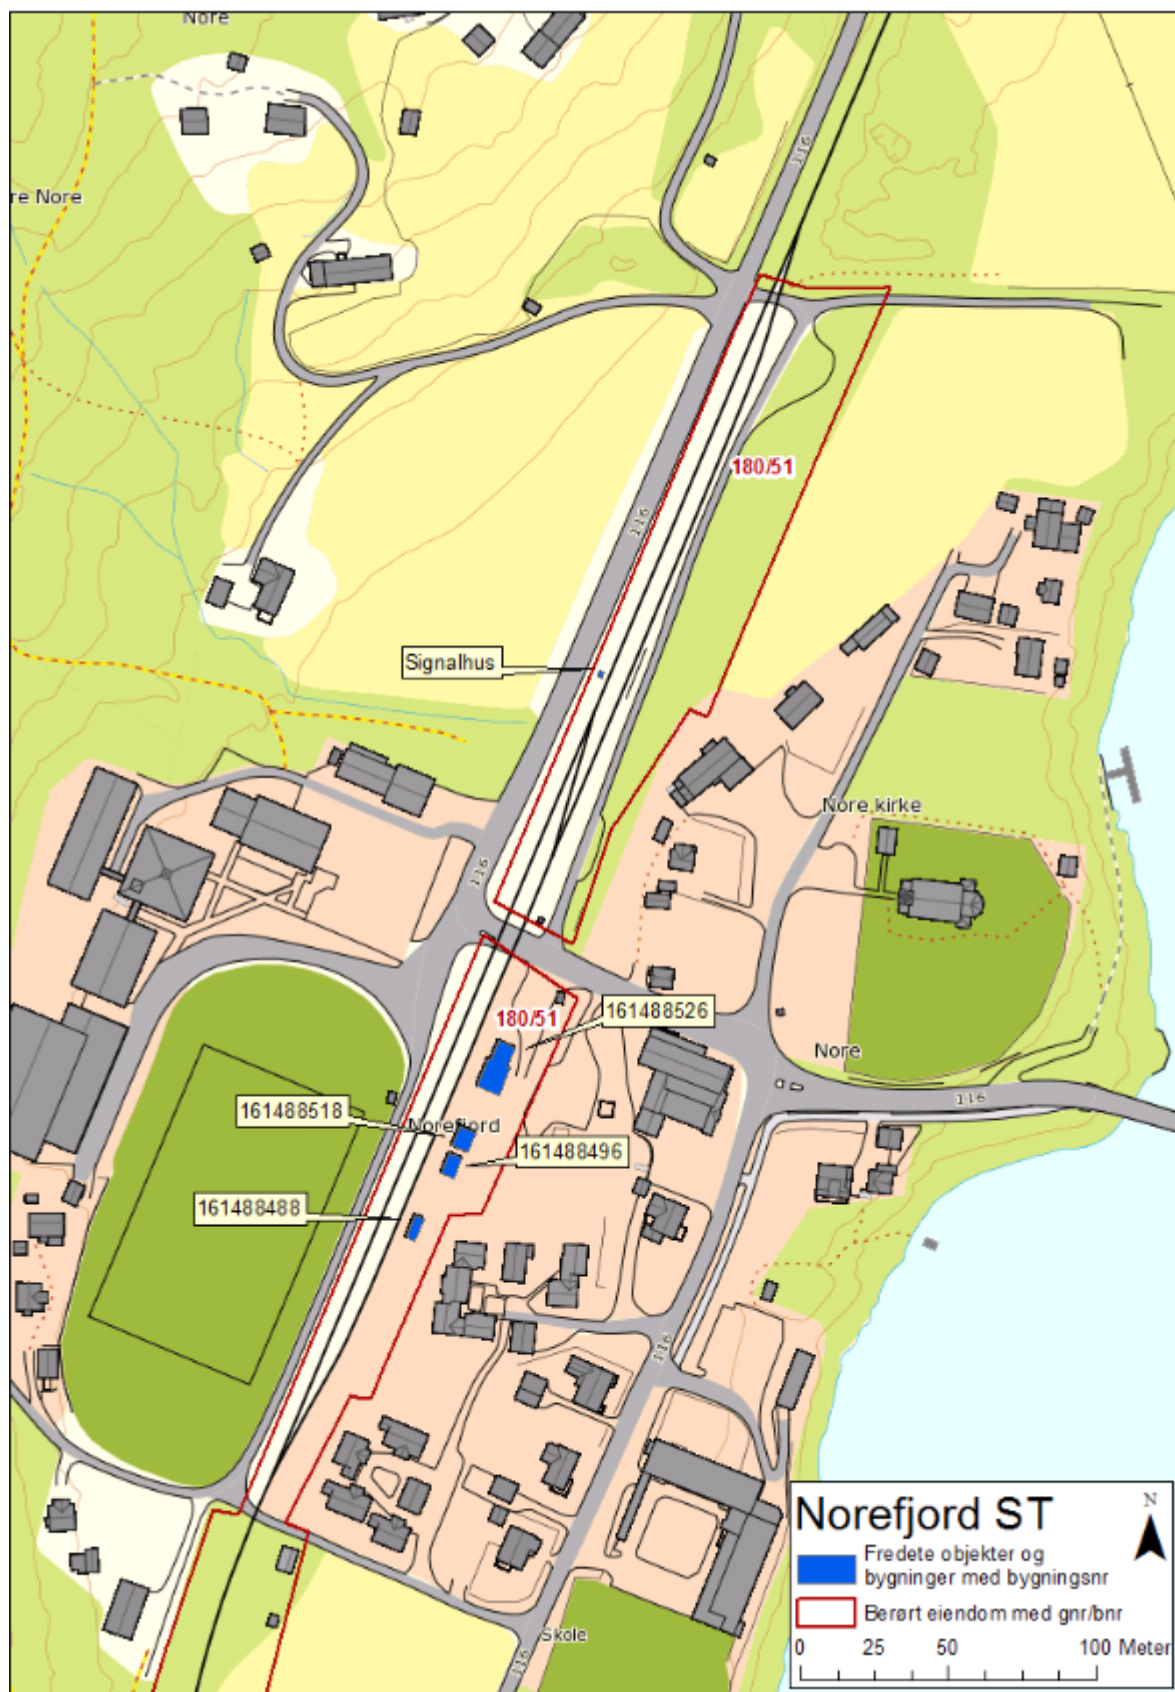 Nore
116
re Nore
180/51
116
Signalhus
Nore kirke
116
180/51
161488526
Nore
116
161488518
Norefjord
161488496
161488488
116
Skole
116
Norefjord ST
N
Fredete objekter og
bygninger med bygningsnr
Berørt eiendom med gnr/bnr
0 25 50 100 Meter